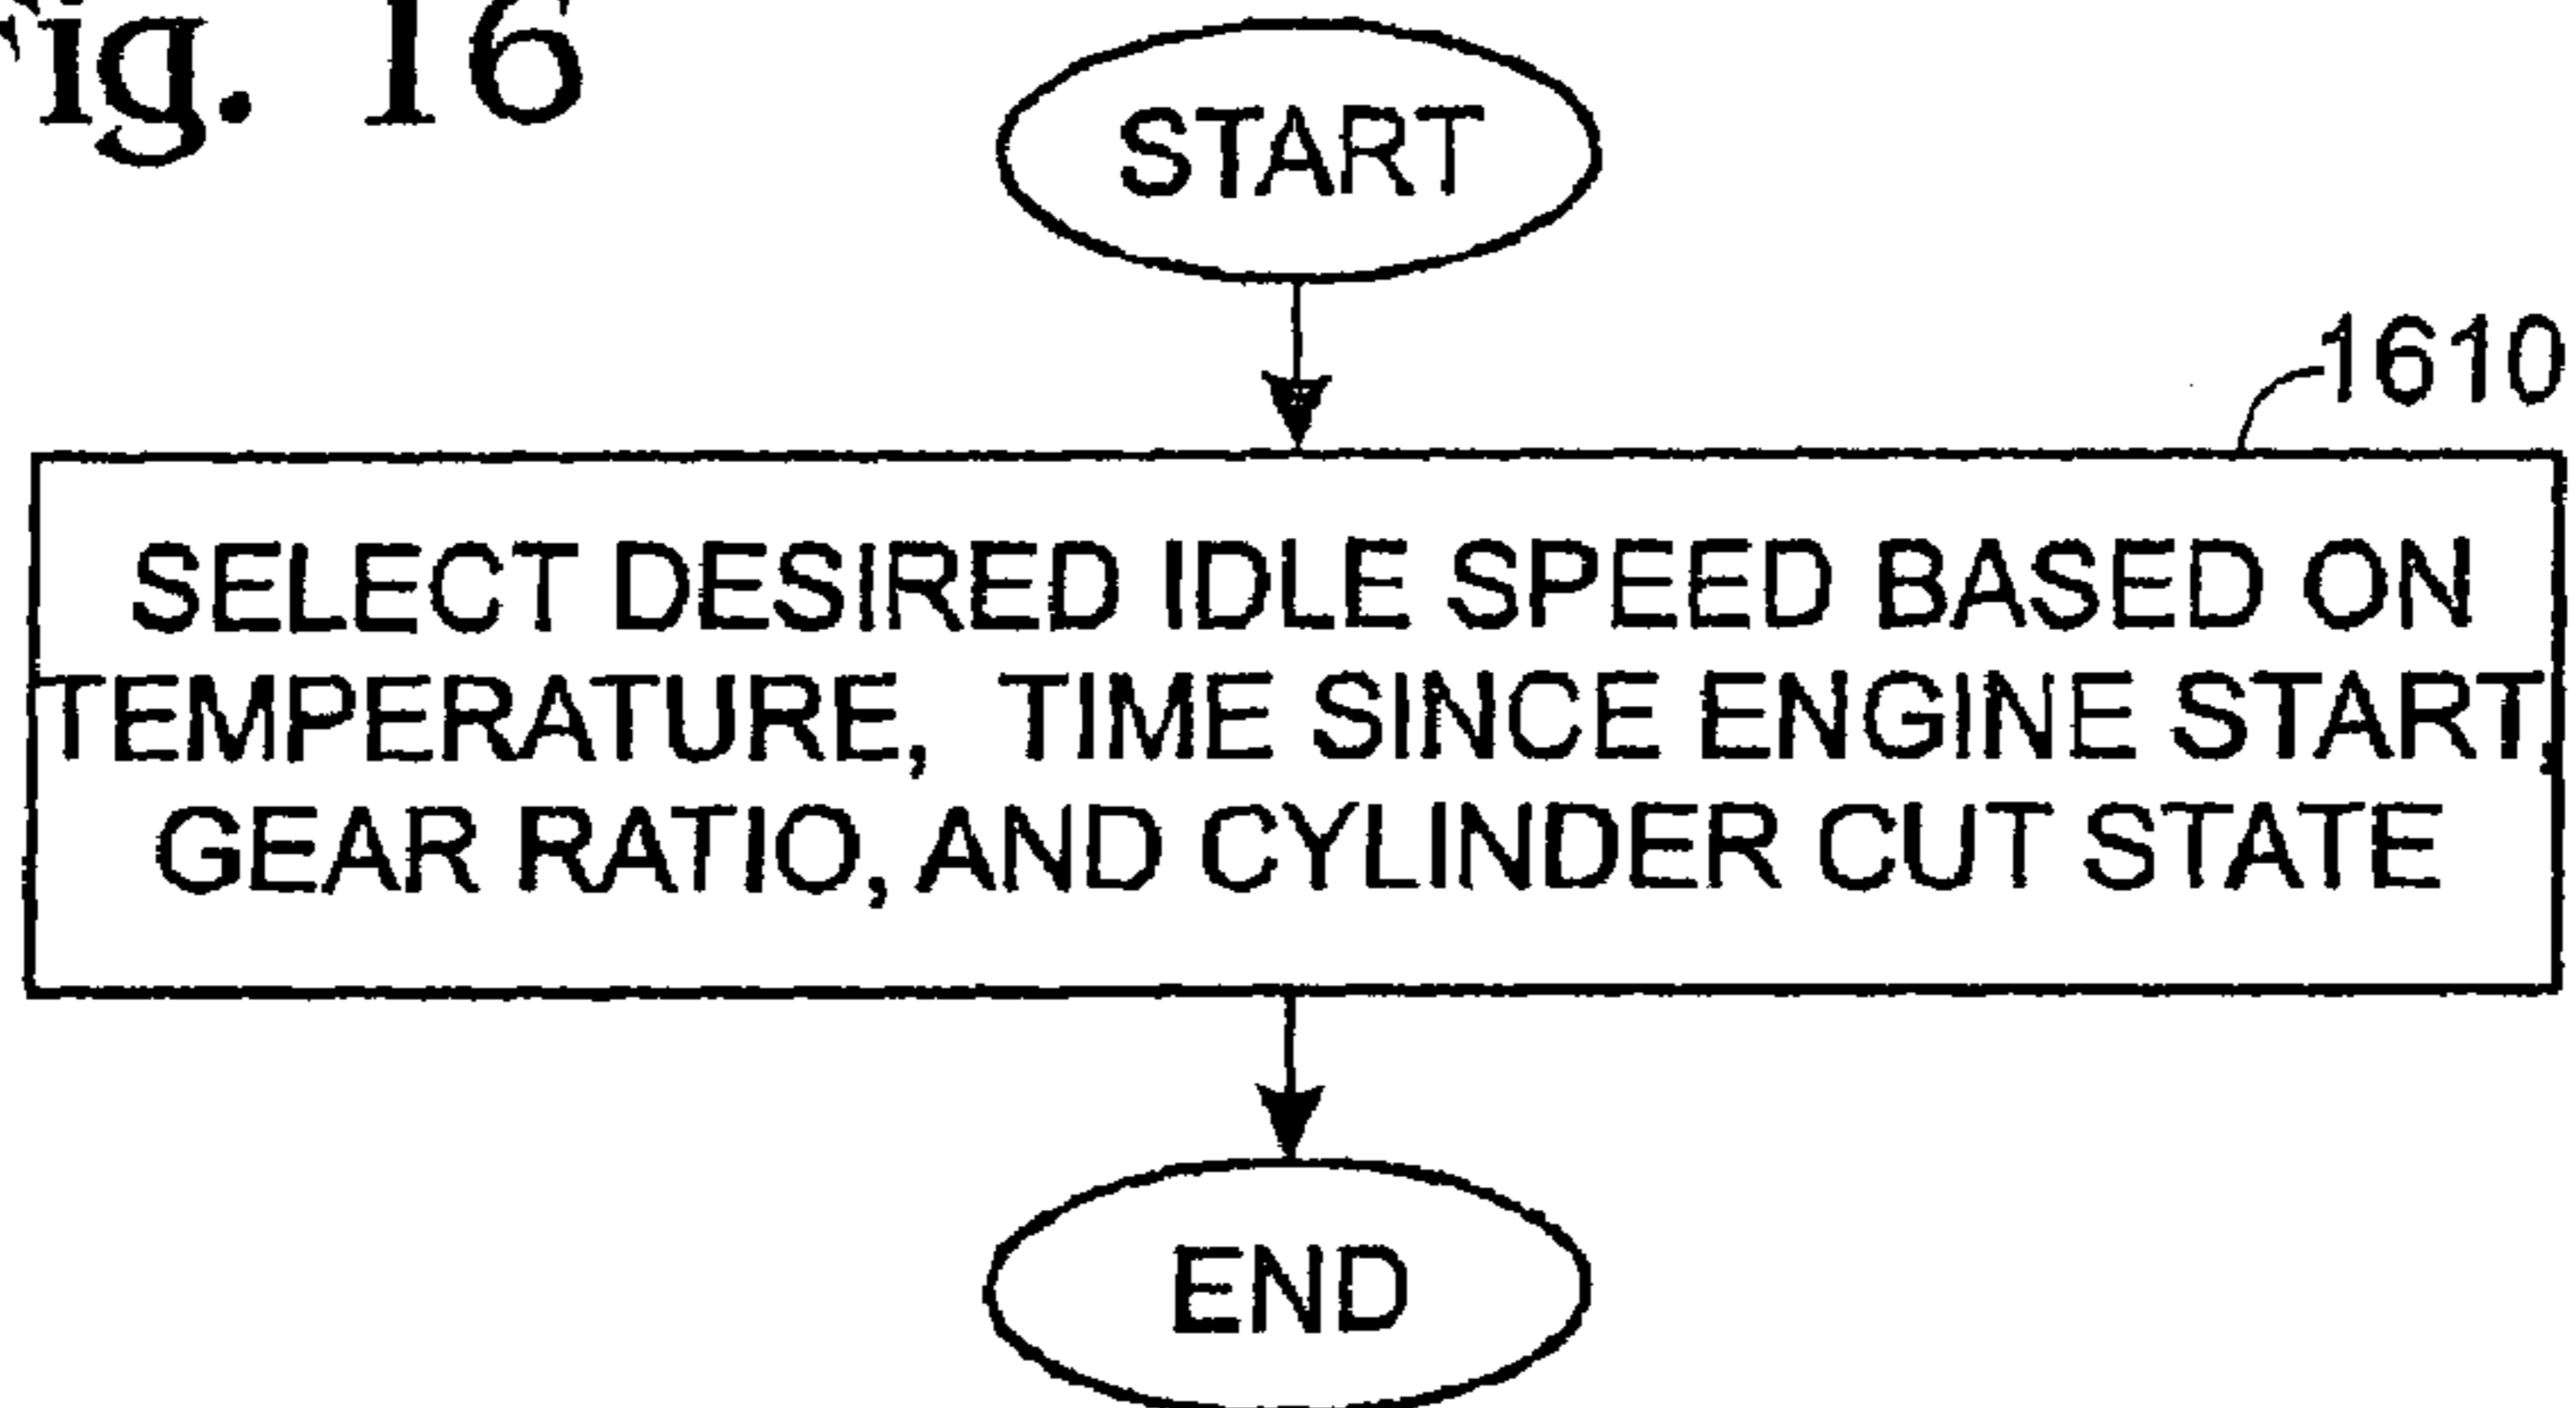 Fig. 16
START
1610
SELECT DESIRED IDLE SPEED BASED ON
TEMPERATURE, TIME SINCE ENGINE START,
GEAR RATIO, AND CYLINDER CUT STATE
END